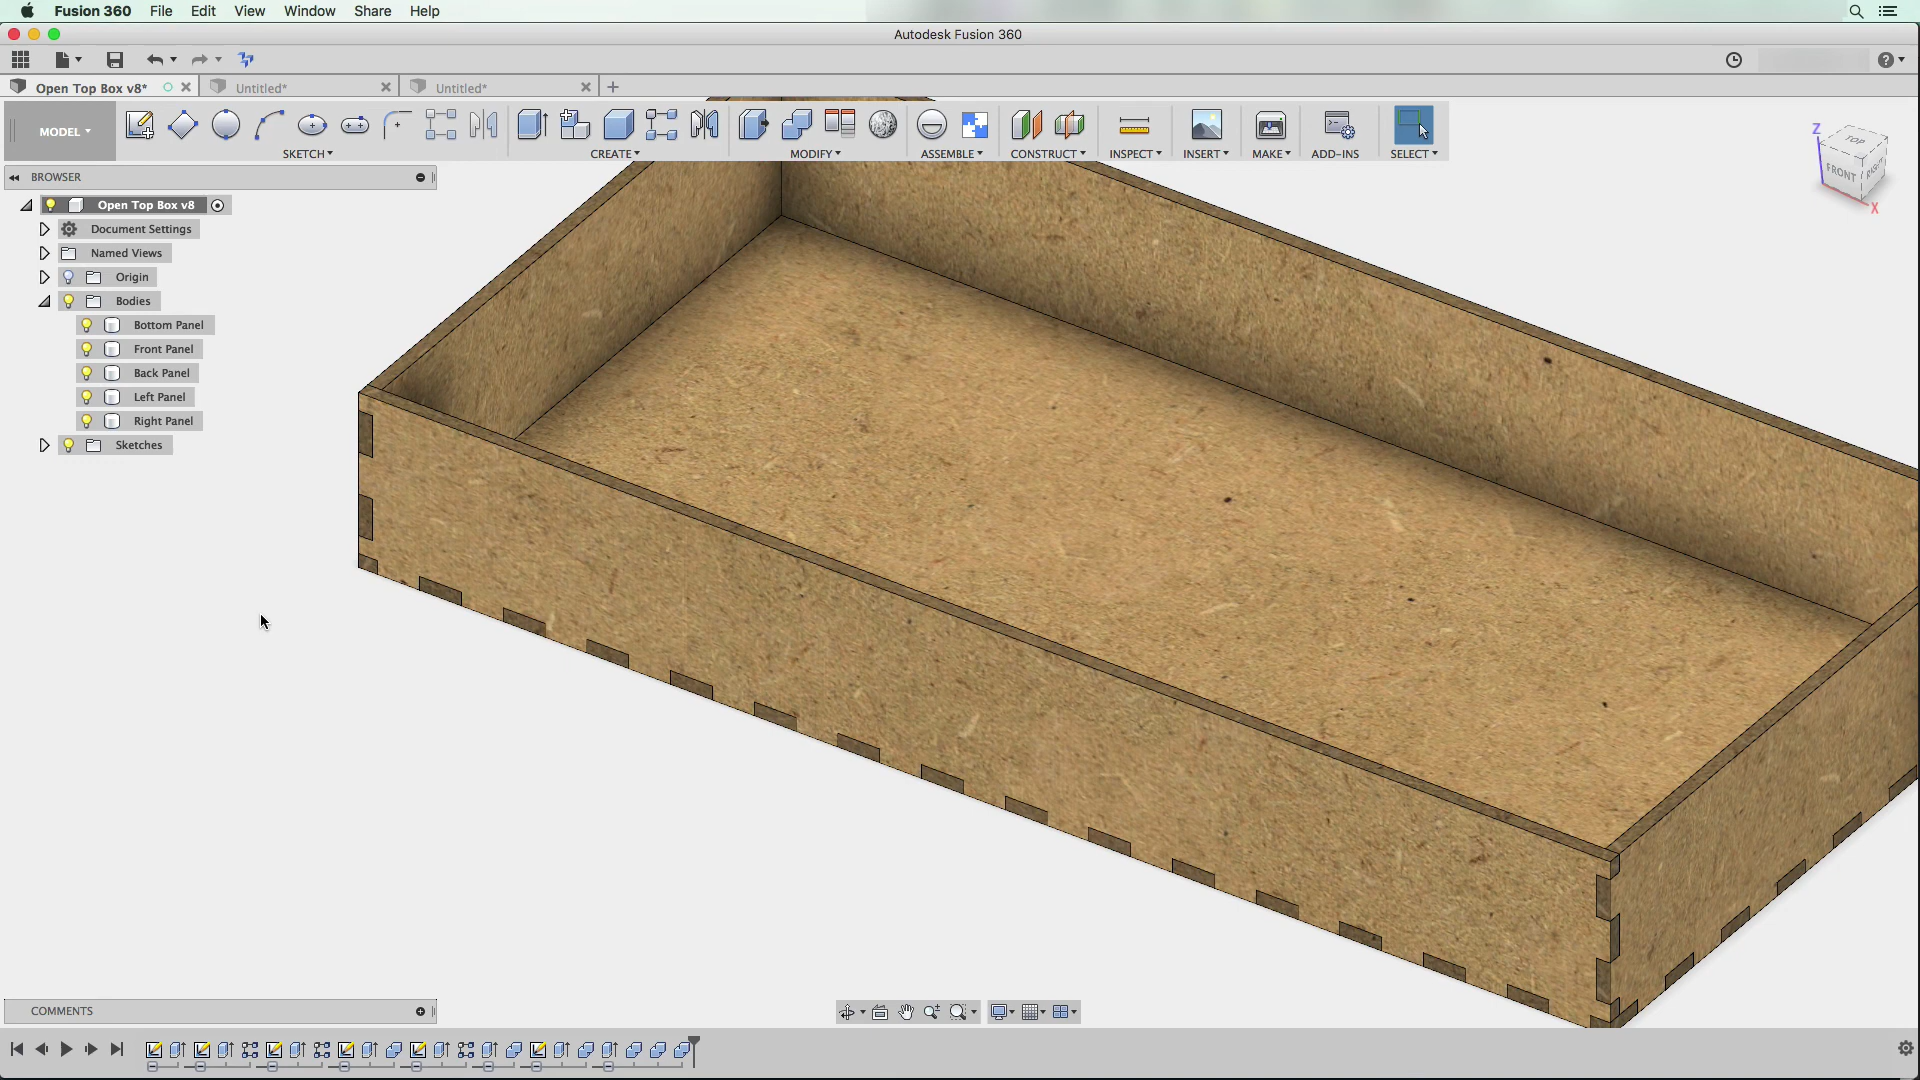 Fusion 360 File Edit View Window Share Help
Autodesk Fusion 360
Open Top Box v8* Untitled* Untitled*
MODEL
SKETCH CREATE MODIFY ASSEMBLE CONSTRUCT INSPECT INSERT MAKE ADD-INS SELECT
Z
TOP
FRONT
RIGHT
X
BROWSER
Open Top Box v8
Document Settings
Named Views
Origin
Bodies
Bottom Panel
Front Panel
Back Panel
Left Panel
Right Panel
Sketches
COMMENTS